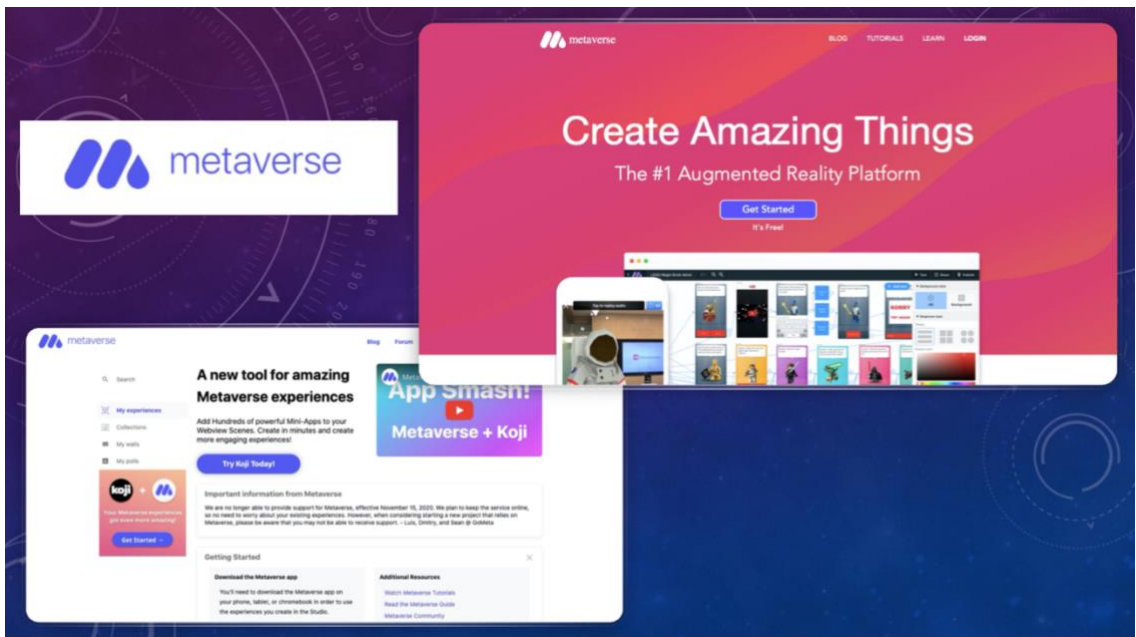 metaverse
metaverse
BLOG TUTORIALS LEARN LOGIN
Create Amazing Things
The #1 Augmented Reality Platform
Get Started
It's Free!
metaverse
Blog Forum
Search
My experiences
Collections
My walls
My polls
koji +
Your Metaverse experiences
got even more amazing!
Get Started →
A new tool for amazing
Metaverse experiences
Add Hundreds of powerful Mini-Apps to your
Webview Scenes. Create in minutes and create
more engaging experiences!
Try Koji Today!
App Smash!
Metaverse + Koji
Important information from Metaverse
We are no longer able to provide support for Metaverse, effective November 15, 2020. We plan to keep the service online,
so no need to worry about your existing experiences. However, when considering starting a new project that relies on
Metaverse, please be aware that you may not be able to receive support. - Luis, Dmitry, and Sean @ GoMeta
Getting Started
Download the Metaverse app
You'll need to download the Metaverse app on
your phone, tablet, or chromebook in order to use
the experiences you create in the Studio.
Additional Resources
Watch Metaverse Tutorials
Read the Metaverse Guide
Metaverse Community